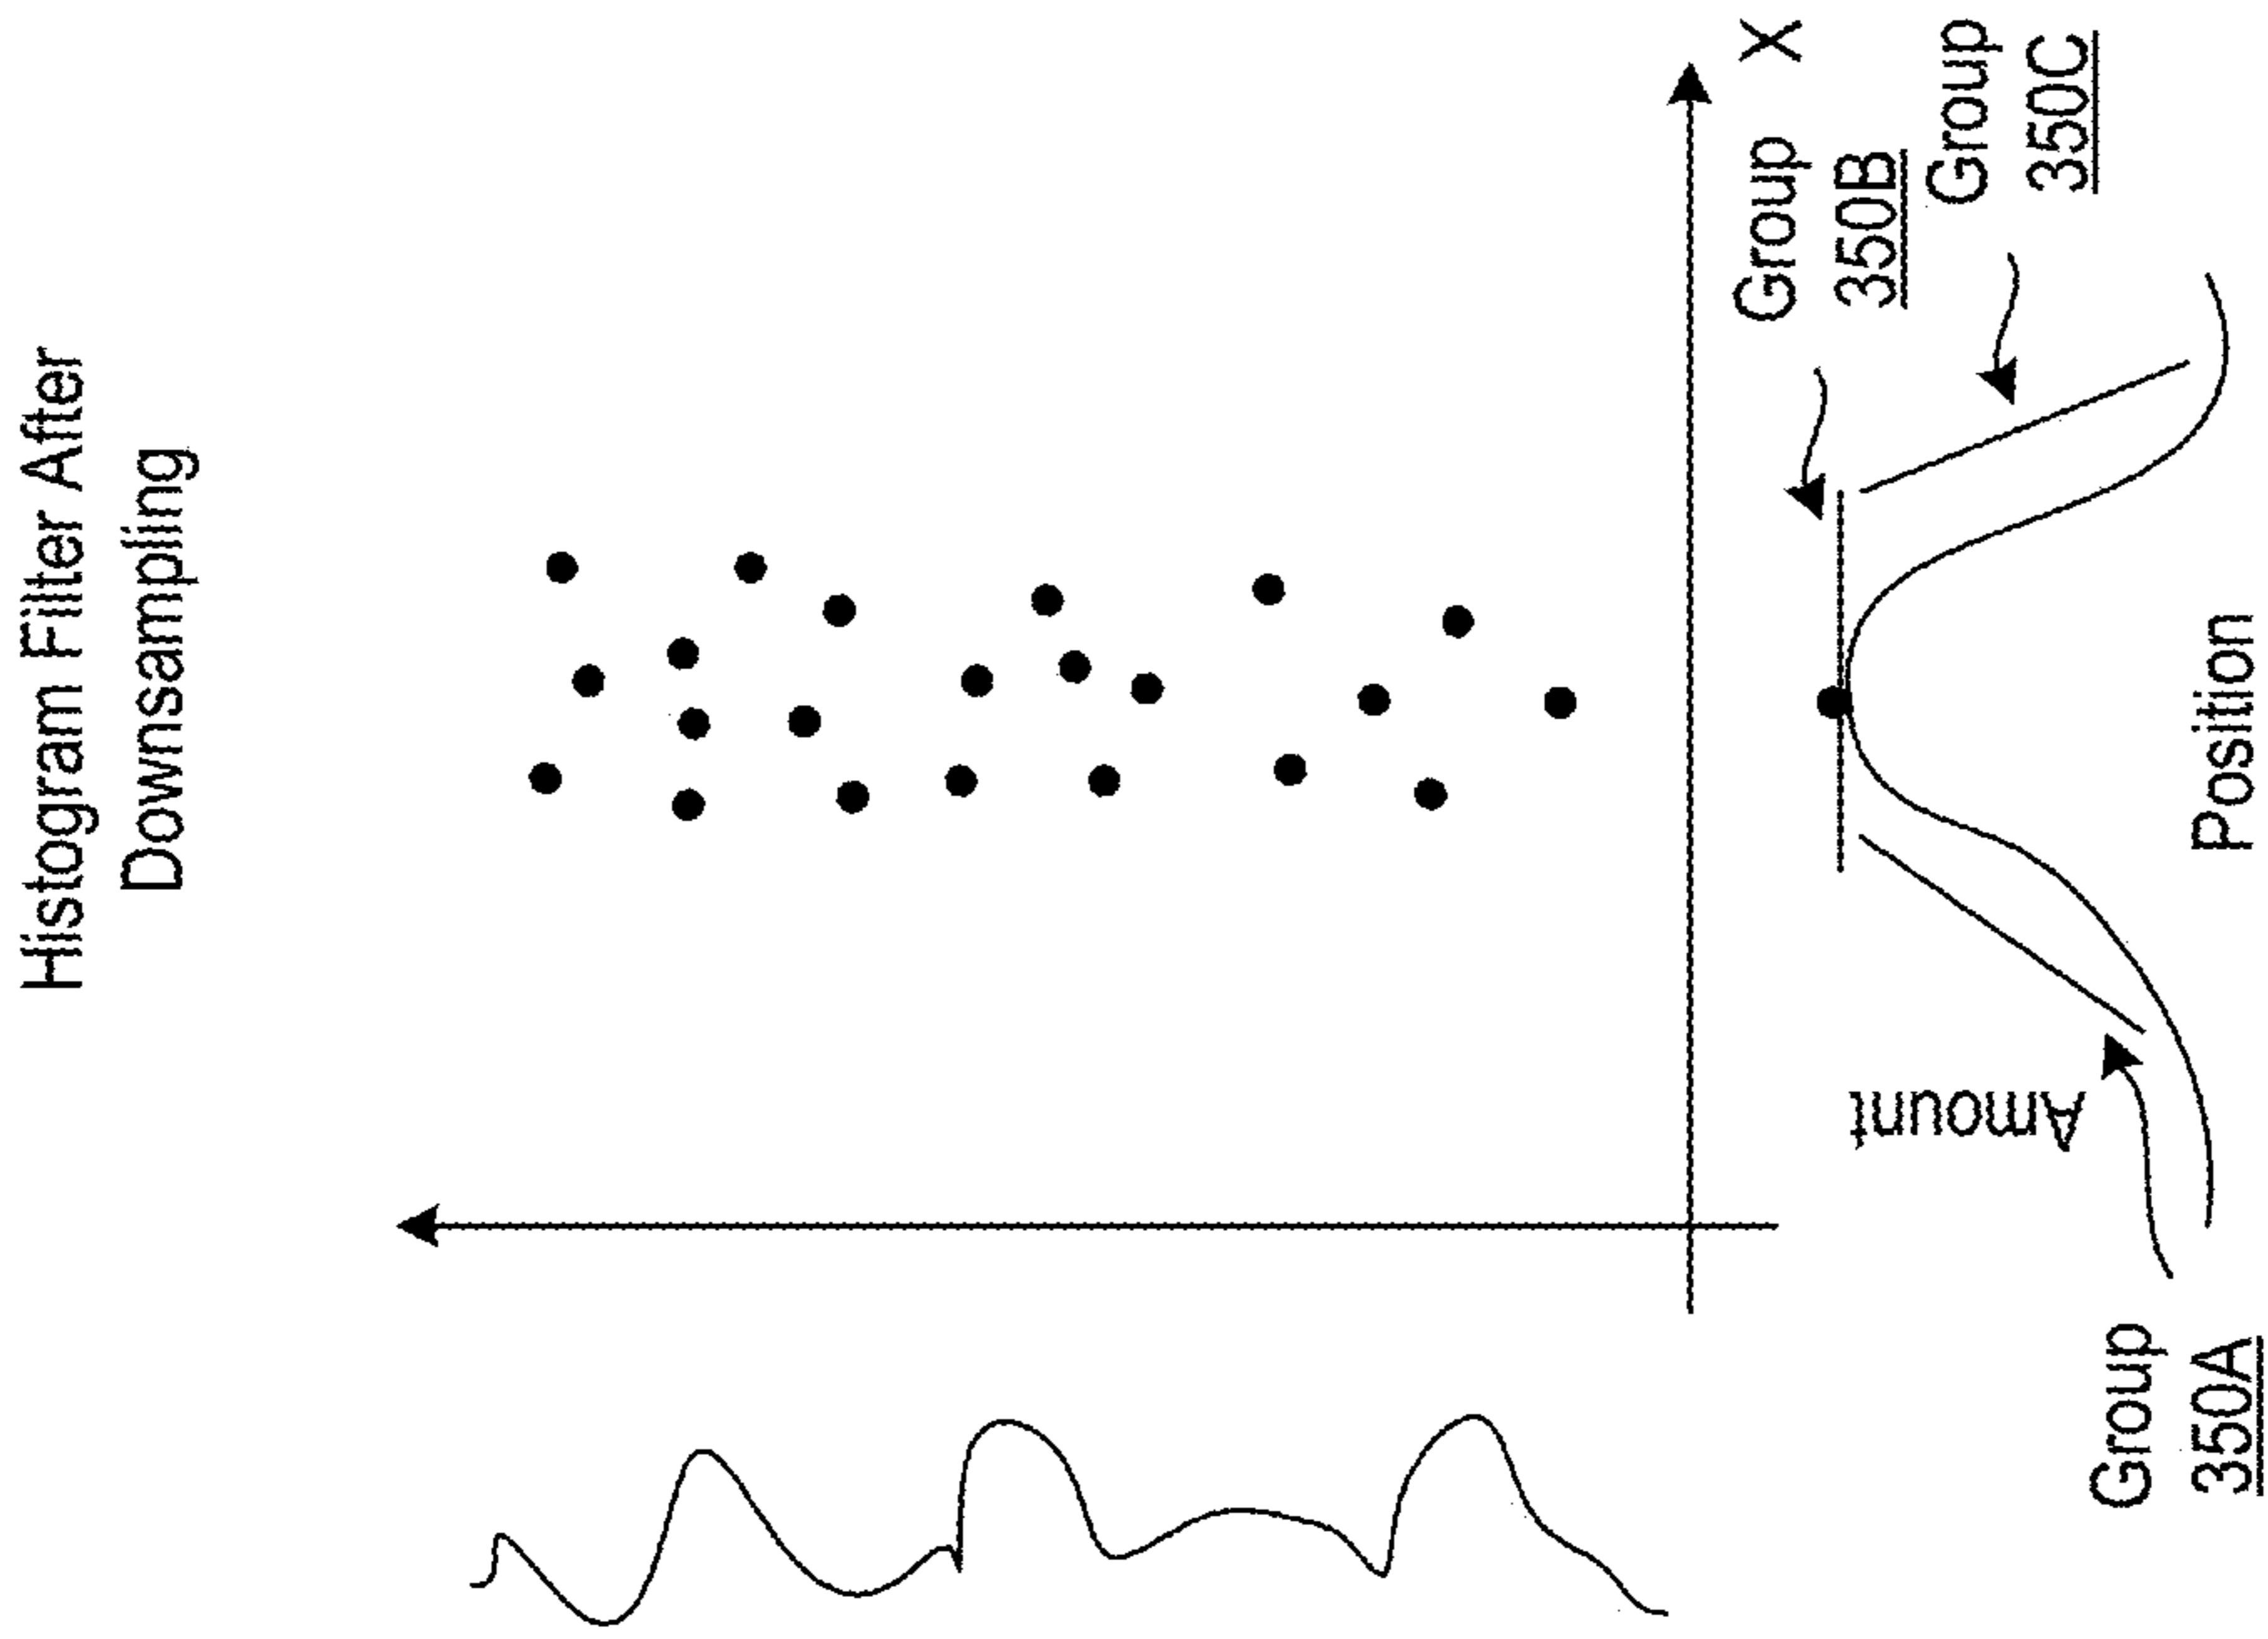 Histogram Filter After
Downsampling
X
Group
350B
Group
350C
Amount
Position
Group
350A